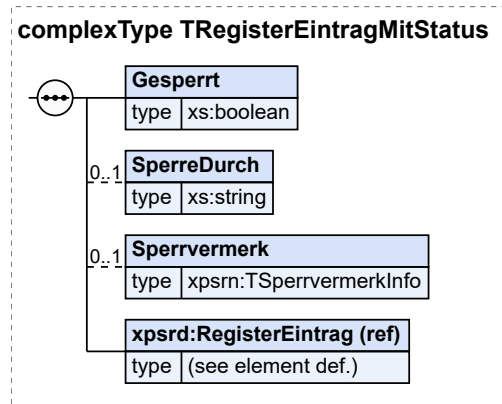 complexType TRegisterEintragMitStatus
Gesperrt
type xs:boolean
0..1
SperreDurch
type xs:string
0..1
Sperrvermerk
type xpsrn:TSperrvermerkInfo
xpsrd:RegisterEintrag (ref)
type (see element def.)